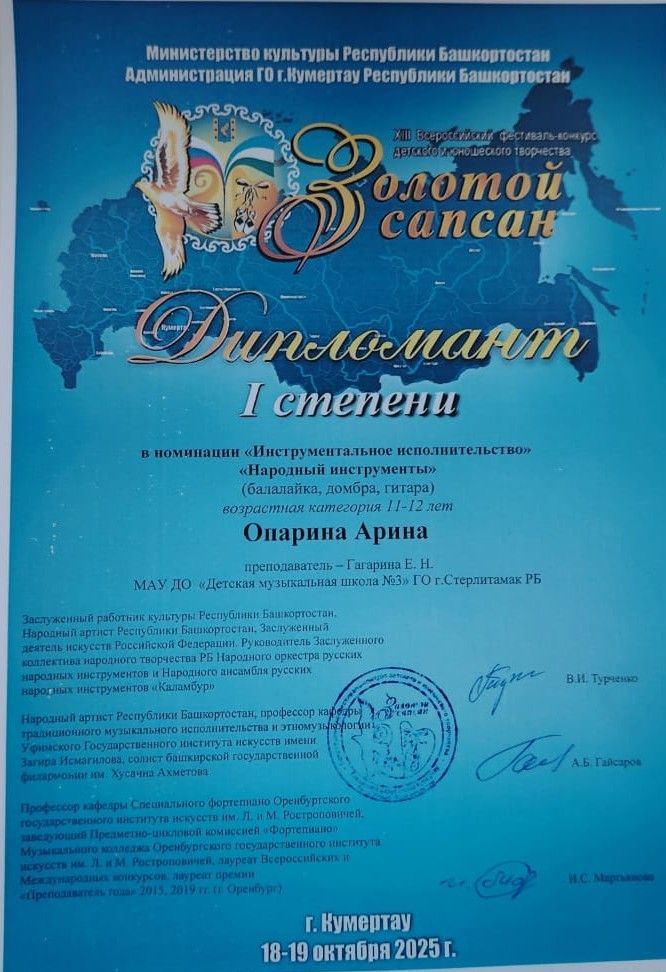 Министерство культуры Республики Башкортостан
Администрация ГО г.Кумертау Республики Башкортостан
XIII Всероссийский фестиваль-конкурс
детского и юношеского творчества
Золотой
сапсан
Кумертау
Дипломант
I степени
в номинации «Инструментальное исполнительство»
«Народный инструменты»
(балалайка, домбра, гитара)
возрастная категория 11-12 лет
Опарина Арина
преподаватель – Гагарина Е. Н.
МАУ ДО «Детская музыкальная школа №3» ГО г.Стерлитамак РБ
Заслуженный работник культуры Республики Башкортостан,
Народный артист Республики Башкортостан, Заслуженный
деятель искусств Российской Федерации. Руководитель Заслуженного
коллектива народного творчества РБ Народного оркестра русских
народных инструментов и Народного ансамбля русских
народных инструментов «Каламбур»
В.И. Турченко
Народный артист Республики Башкортостан, профессор кафедры
традиционного музыкального исполнительства и этномузыкологии
Уфимского Государственного института искусств имени
Загира Исмагилова, солист башкирской государственной
филармонии им. Хусаина Ахметова
А.Б. Гайсаров
Золотой
сапсан
Профессор кафедры Специального фортепиано Оренбургского
государственного института искусств им. Л. и М. Ростроповичей,
заведующий Предметно-цикловой комиссией «Фортепиано»
Музыкального колледжа Оренбургского государственного института
искусств им. Л. и М. Ростроповичей, лауреат Всероссийских и
Международных конкурсов, лауреат премии
«Преподаватель года» 2015, 2019 гг. (г. Оренбург)
И.С. Мартьянова
г. Кумертау
18-19 октября 2025 г.